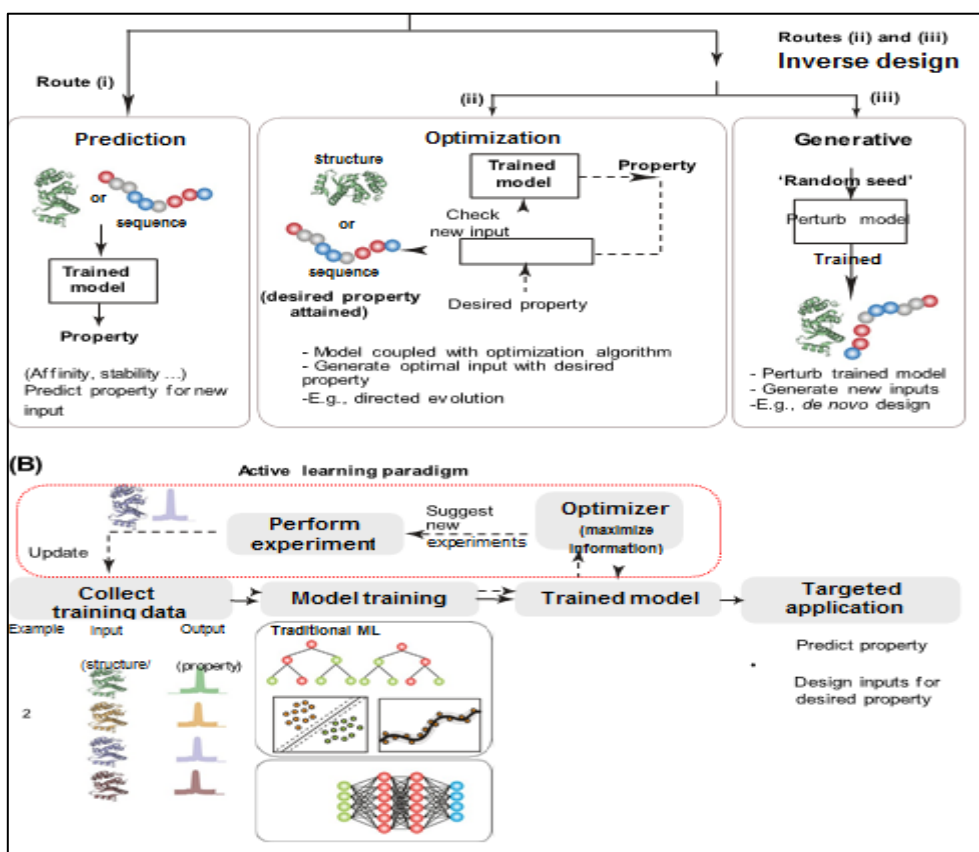 Routes (ii) and (iii)
Inverse design
Route (i)
(ii)
(iii)
Prediction
or
sequence
Trained
model
Property
(Affinity, stability ...)
Predict property for new
input
Optimization
structure
or
sequence
(desired property
attained)
Trained
model
Property
Check
new input
Desired property
- Model coupled with optimization algorithm
- Generate optimal input with desired
property
-E.g., directed evolution
Generative
‘Random seed’
Perturb model
Trained
- Perturb trained model
- Generate new inputs
-E.g., de novo design
(B)
Active learning paradigm
Update
Perform
experiment
Suggest
new
experiments
Optimizer
(maximize
information)
Collect
training data
Model training
Trained model
Targeted
application
Example
Input
Output
(structure/
(property)
2
Traditional ML
Predict property
Design inputs for
desired property